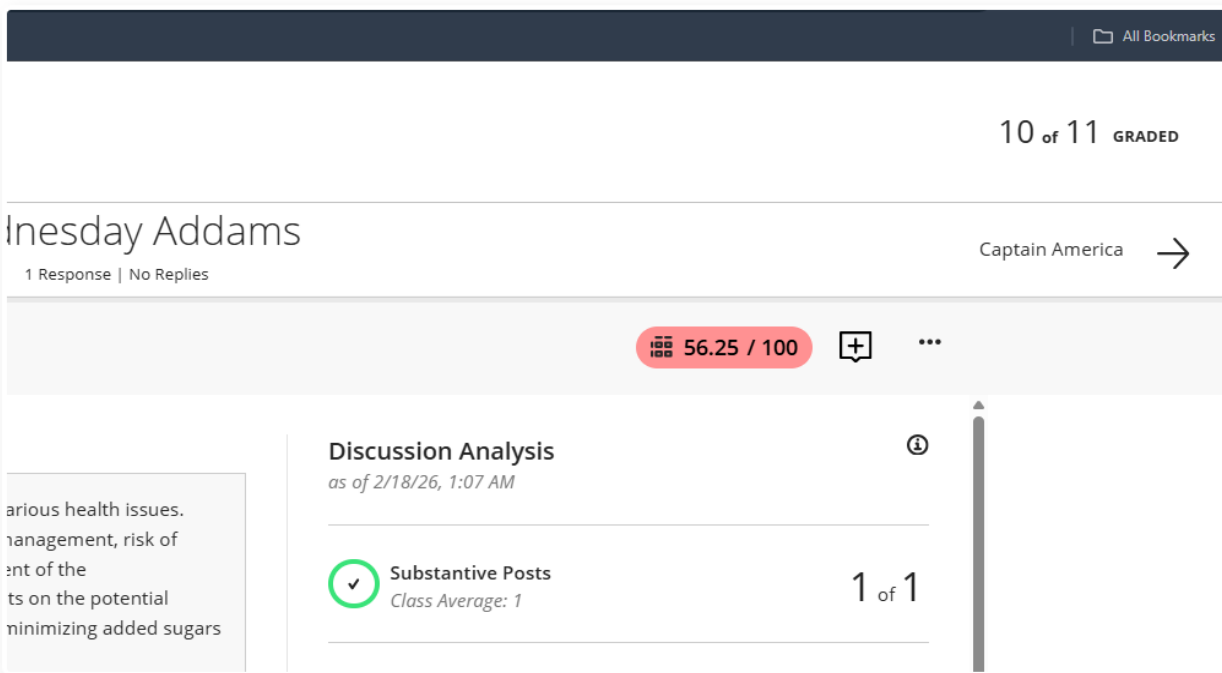 All Bookmarks
10 of 11 GRADED
dnesday Addams
1 Response | No Replies
Captain America
56.25 / 100
Discussion Analysis
as of 2/18/26, 1:07 AM
arious health issues.
nanagement, risk of
ent of the
ts on the potential
minimizing added sugars
Substantive Posts
Class Average: 1
1 of 1